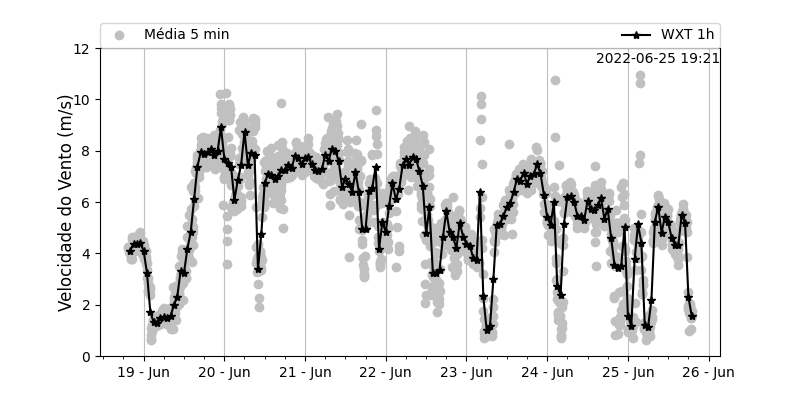 Média 5 min
WXT 1h
2022-06-25 19:21
Velocidade do Vento (m/s)
12
10
8
6
4
2
0
19 - Jun 20 - Jun 21 - Jun 22 - Jun 23 - Jun 24 - Jun 25 - Jun 26 - Jun